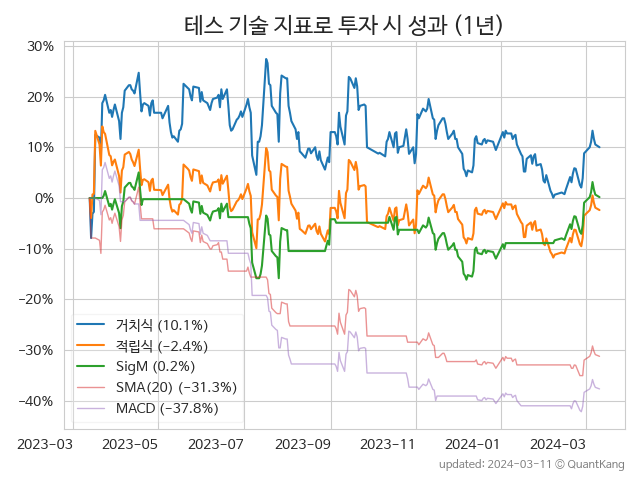 테스 기술 지표로 투자 시 성과 (1년)
30%
20%
10%
0%
−10%
−20%
−30%
−40%
거치식 (10.1%)
적립식 (−2.4%)
SigM (0.2%)
SMA(20) (−31.3%)
MACD (−37.8%)
2023−03 2023−05 2023−07 2023−09 2023−11 2024−01 2024−03
updated: 2024−03−11 © QuantKang